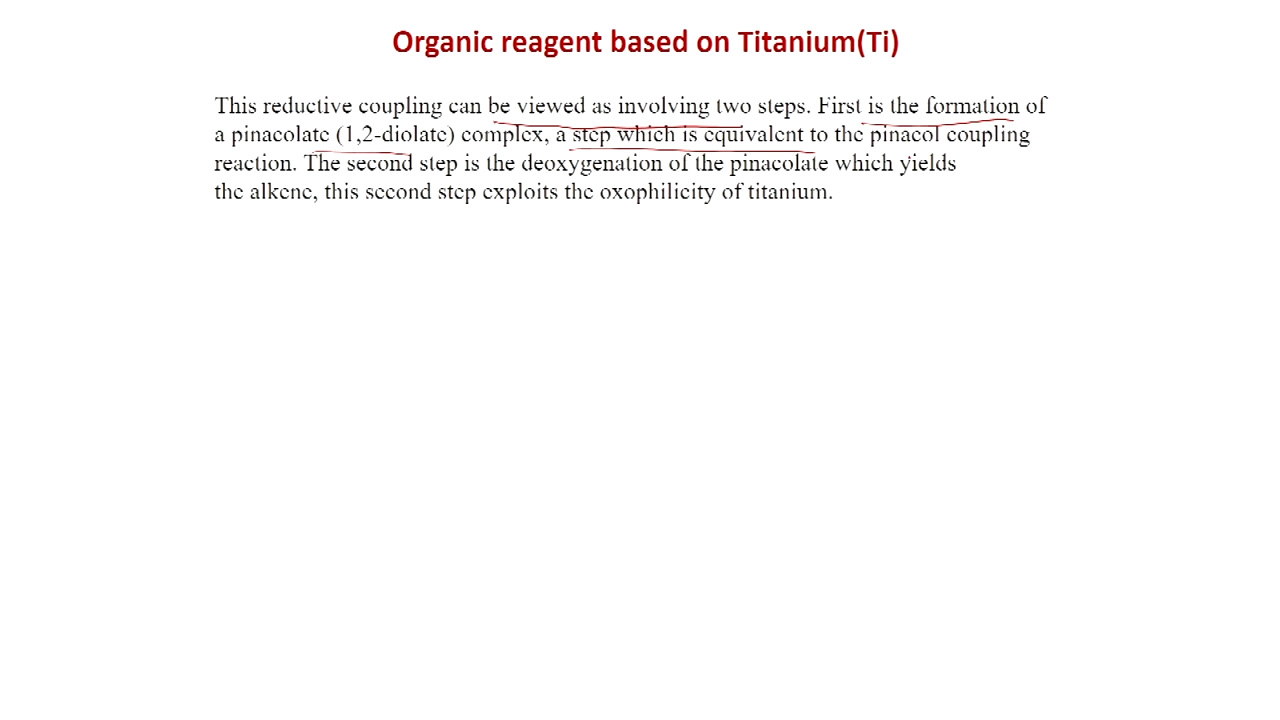 Organic reagent based on Titanium(Ti)
This reductive coupling can be viewed as involving two steps. First is the formation of
a pinacolate (1,2-diolate) complex, a step which is equivalent to the pinacol coupling
reaction. The second step is the deoxygenation of the pinacolate which yields
the alkene, this second step exploits the oxophilicity of titanium.